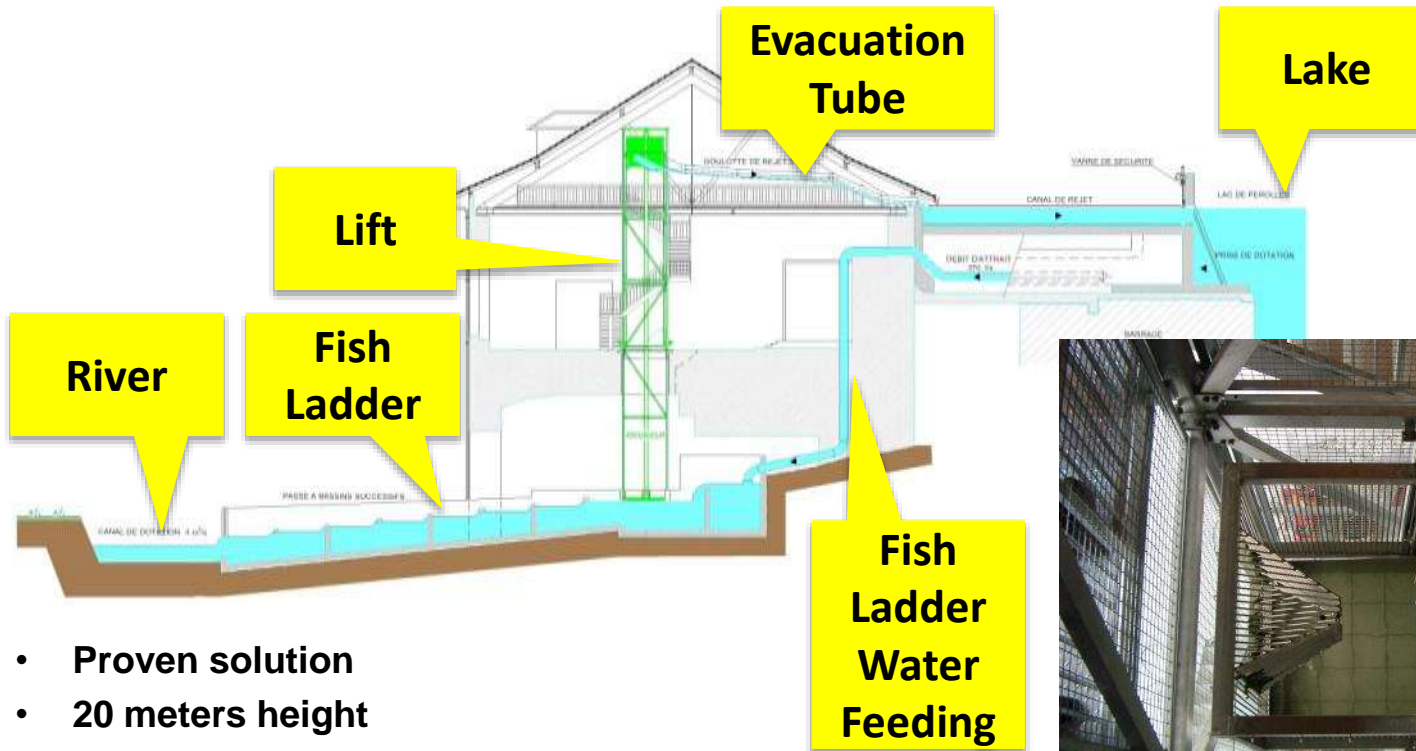 Evacuation
Tube
Lake
GOULOTTE DE REJETS
VANNE DE SECURITE
LAC DE PEROLLES
CANAL DE REJET
Lift
DEBIT D'ATTRAIT
PRISE DE DOTATION
BARRAGE
River
Fish
Ladder
PASSE A BASSINS SUCCESSIFS
CANAL DE DOTATION
Fish
Ladder
Water
Feeding
• Proven solution
• 20 meters height